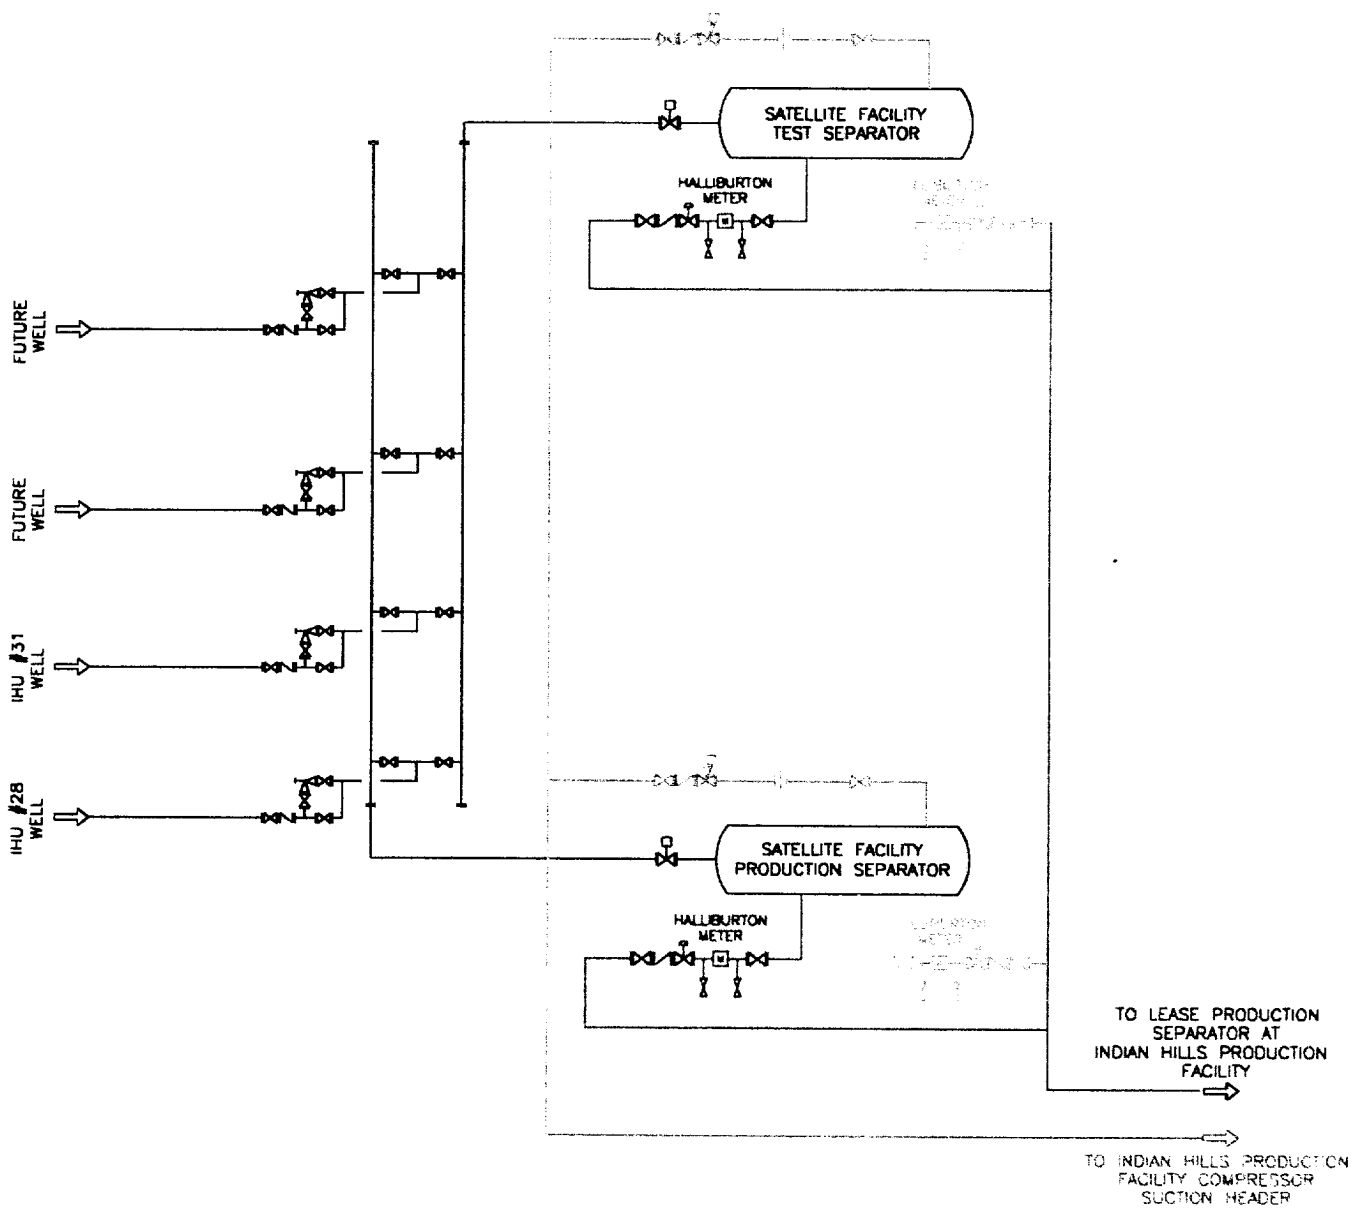 SATELLITE FACILITY
TEST SEPARATOR
HALLIBURTON
METER
M
FUTURE
WELL
FUTURE
WELL
IHU #31
WELL
IHU #28
WELL
SATELLITE FACILITY
PRODUCTION SEPARATOR
HALLIBURTON
METER
M
METER
TO LEASE PRODUCTION
SEPARATOR AT
INDIAN HILLS PRODUCTION
FACILITY
TO INDIAN HILLS PRODUCTION
FACILITY COMPRESSOR
SUCTION HEADER